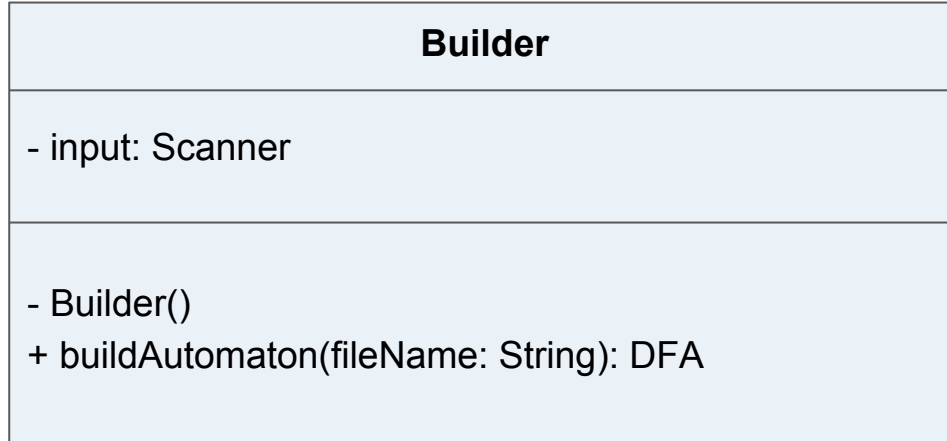 Builder
- input: Scanner
- Builder()
+ buildAutomaton(fileName: String): DFA